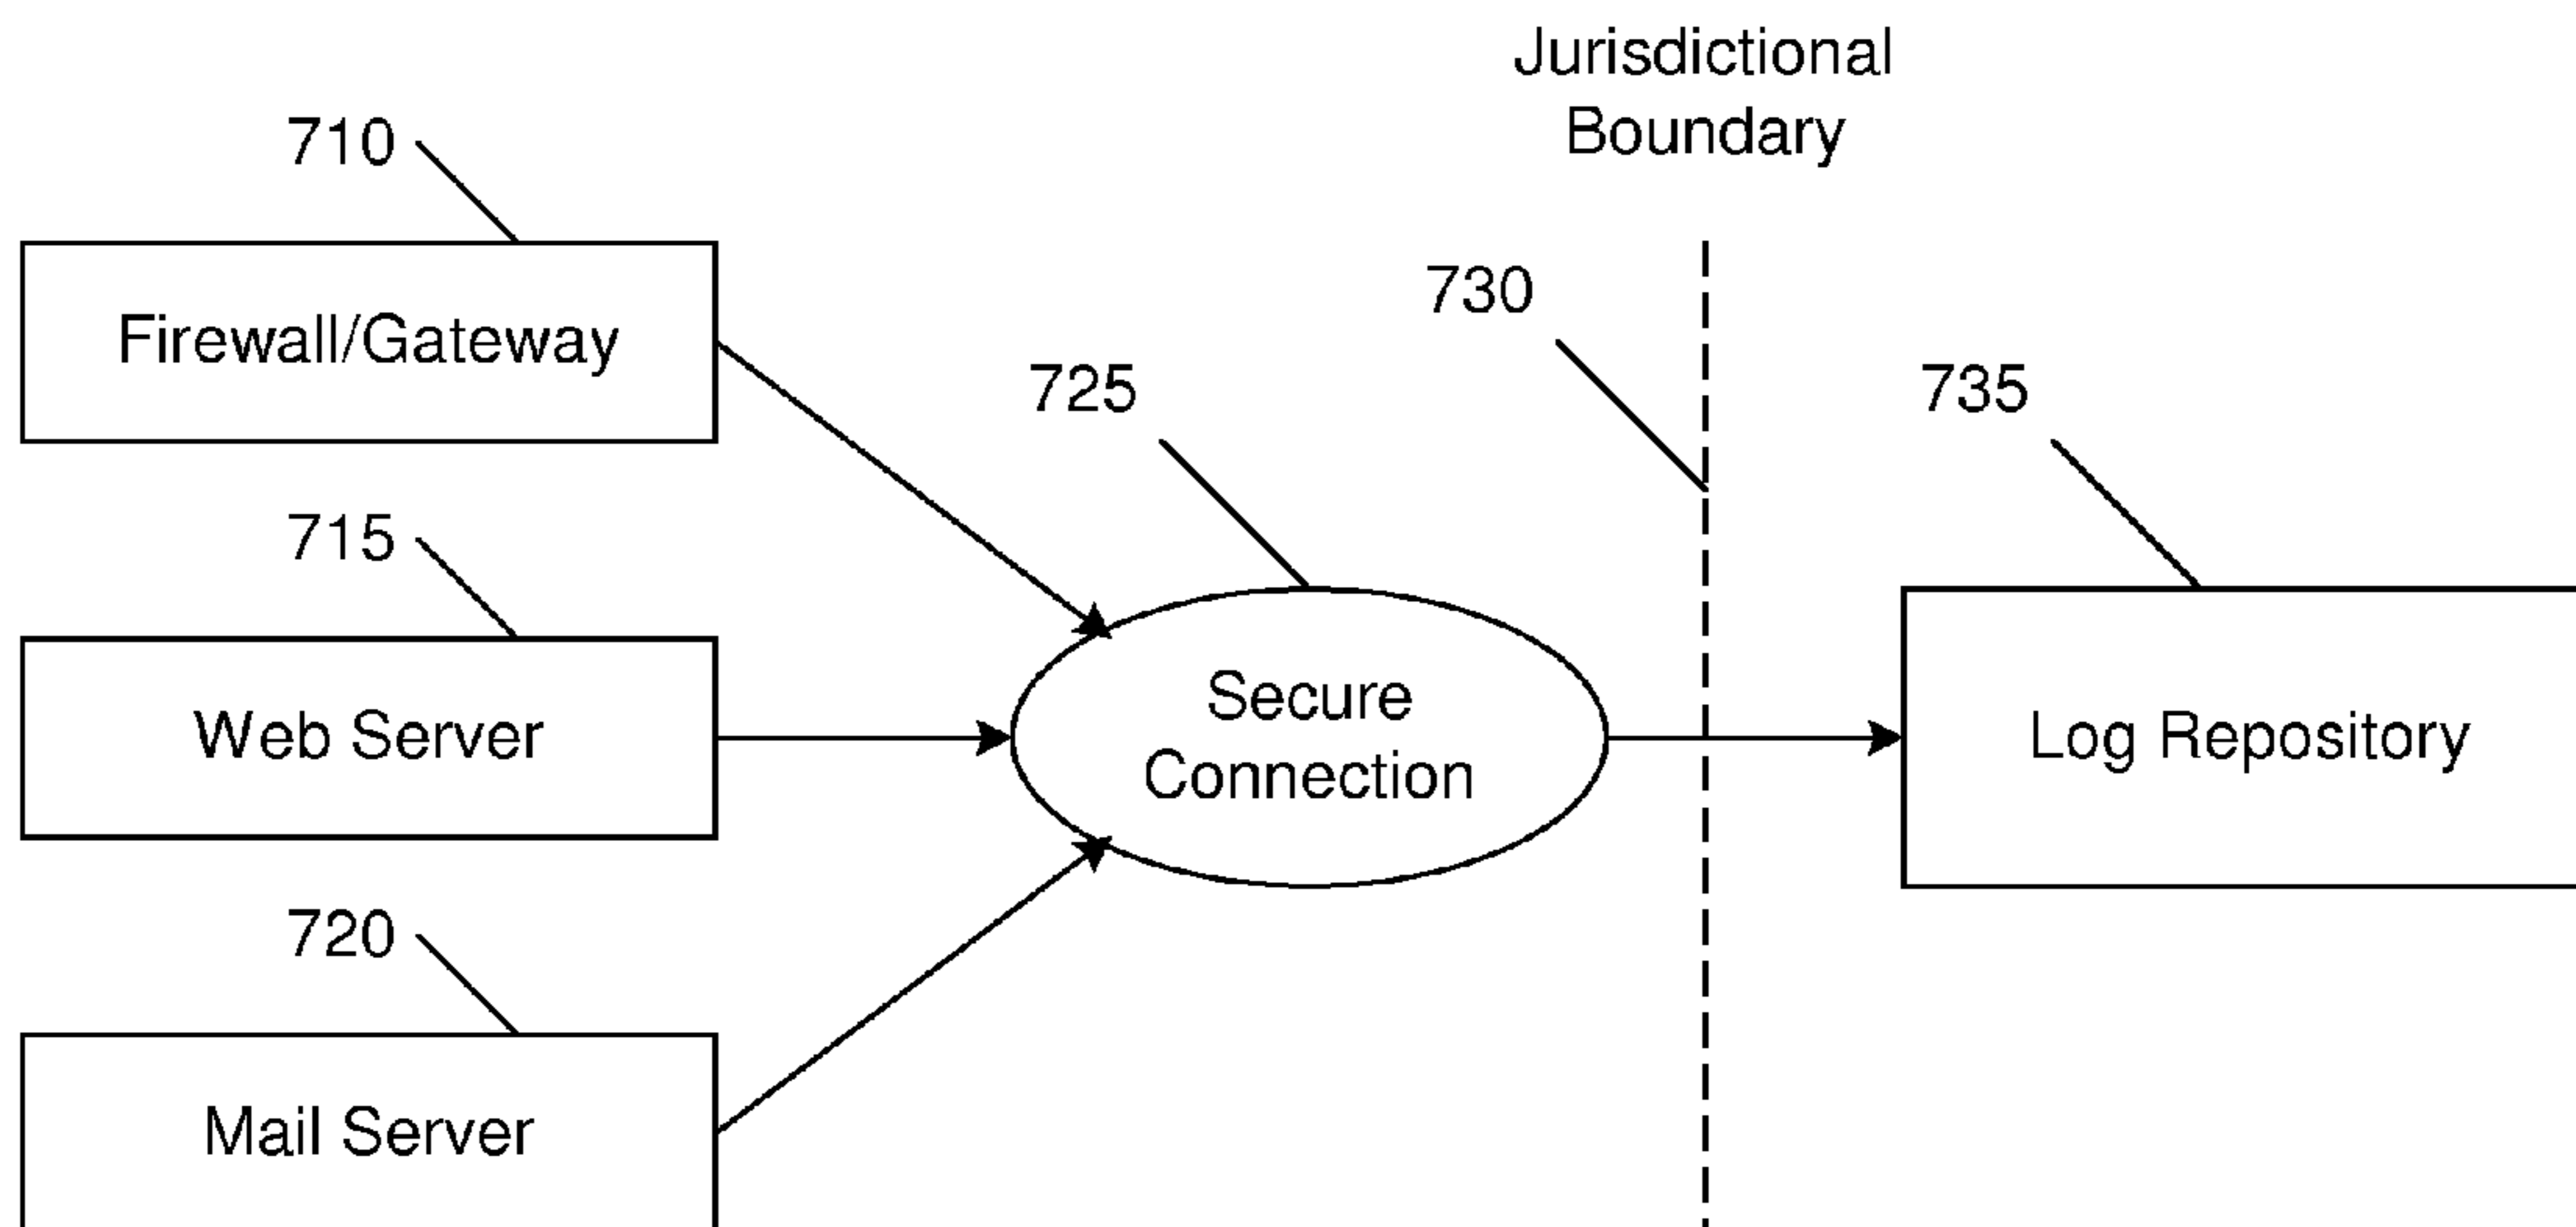 Jurisdictional
Boundary
710
Firewall/Gateway
730
725
735
715
Web Server
Secure
Connection
Log Repository
720
Mail Server